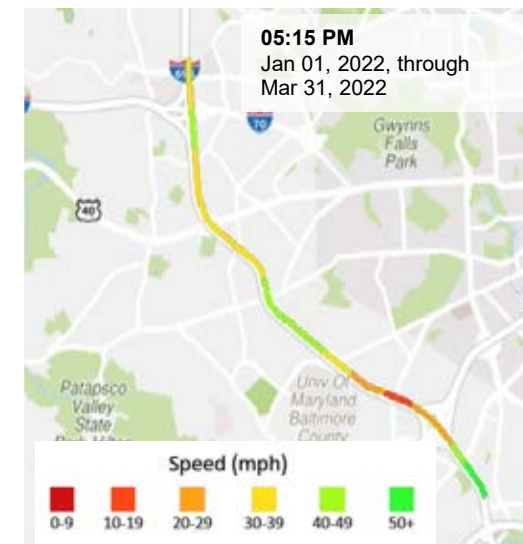 05:15 PM
Jan 01, 2022, through
Mar 31, 2022
70
Gwynns
Falls
Park
40
Patapsco
Valley
State
Univ Of
Maryland
Baltimore
County
Speed (mph)
0-9 10-19 20-29 30-39 40-49 50+